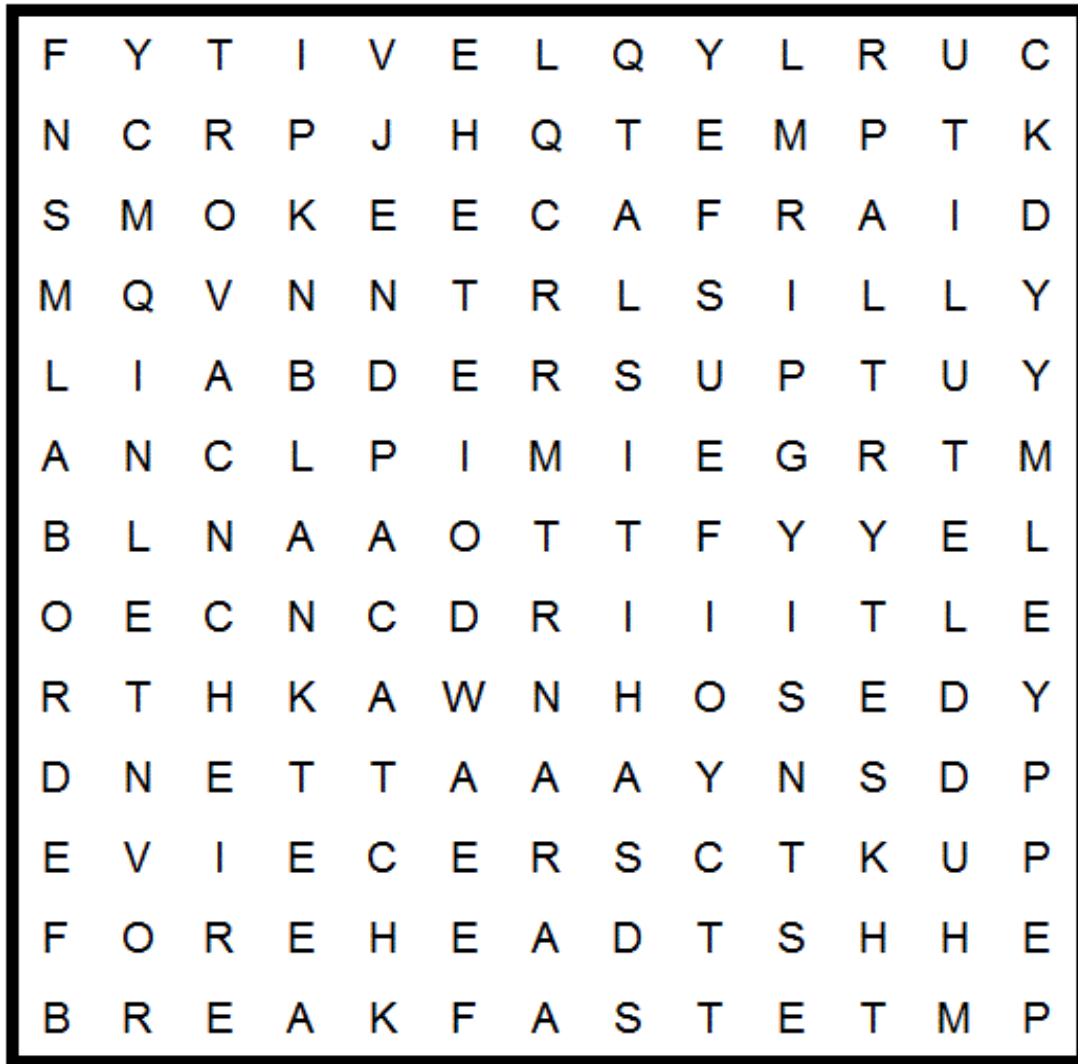 F Y T I V E L Q Y L R U C
N C R P J H Q T E M P T K
S M O K E E C A F R A I D
M Q V N N T R L S I L L Y
L I A B D E R S U P T U Y
A N C L P I M I E G R T M
B L N A A O T T F Y Y E L
O E C N C D R I I I T L E
R T H K A W N H O S E D Y
D N E T T A A A Y N S D P
E V I E C E R S C T K U P
F O R E H E A D T S H H E
B R E A K F A S T E T M P